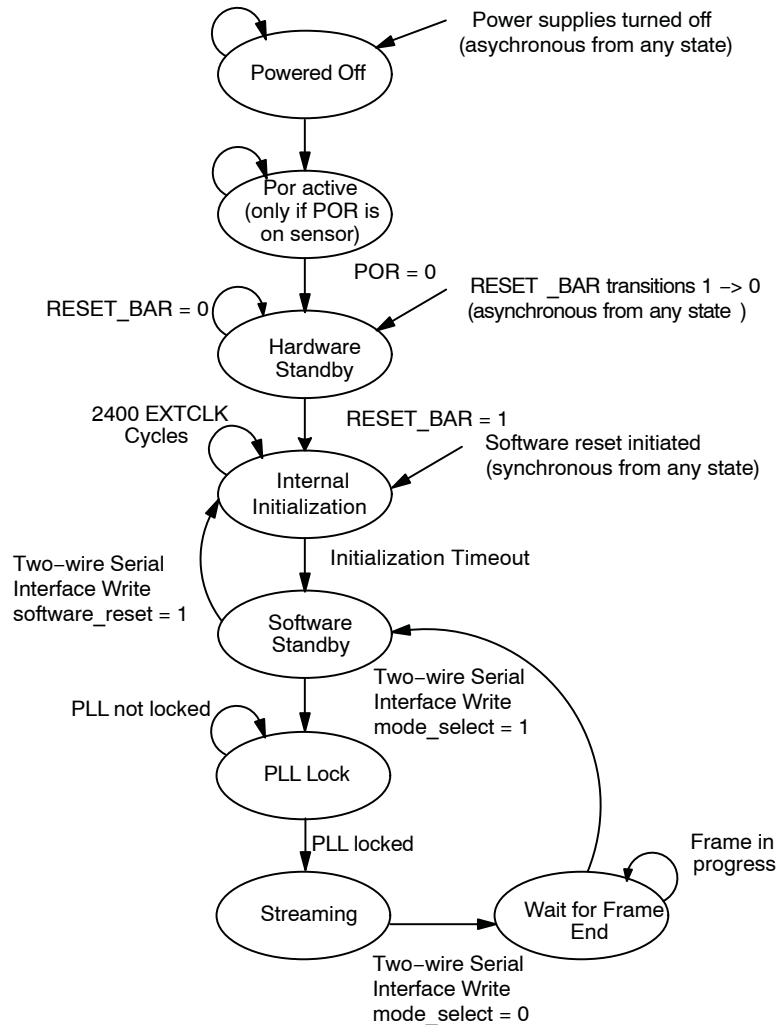 Power supplies turned off
(asychronous from any state)
Powered Off
Por active
(only if POR is
on sensor)
POR = 0
RESET _BAR transitions 1 −> 0
(asynchronous from any state )
RESET_BAR = 0
Hardware
Standby
2400 EXTCLK
Cycles
RESET_BAR = 1
Software reset initiated
(synchronous from any state)
Internal
Initialization
Initialization Timeout
Two−wire Serial
Interface Write
software_reset = 1
Software
Standby
Two−wire Serial
Interface Write
mode_select = 1
PLL not locked
PLL Lock
PLL locked
Frame in
progress
Streaming
Wait for Frame
End
Two−wire Serial
Interface Write
mode_select = 0